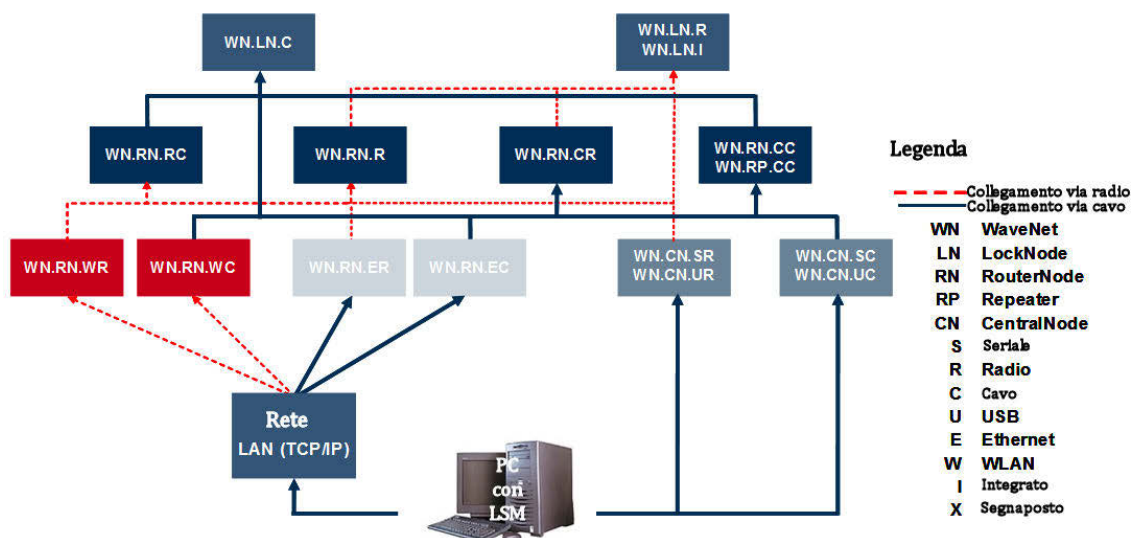 WN.LN.C
WN.LN.R
WN.LN.I
WN.RN.RC
WN.RN.R
WN.RN.CR
WN.RN.CC
WN.RP.CC
WN.RN.WR
WN.RN.WC
WN.RN.ER
WN.RN.EC
WN.CN.SR
WN.CN.UR
WN.CN.SC
WN.CN.UC
Rete
LAN (TCP/IP)
PC
con
LSM
Legenda
Collegamento via radio
Collegamento via cavo
WN WaveNet
LN LockNode
RN RouterNode
RP Repeater
CN CentralNode
S Seriale
R Radio
C Cavo
U USB
E Ethernet
W WLAN
I Integrato
X Segnaposto